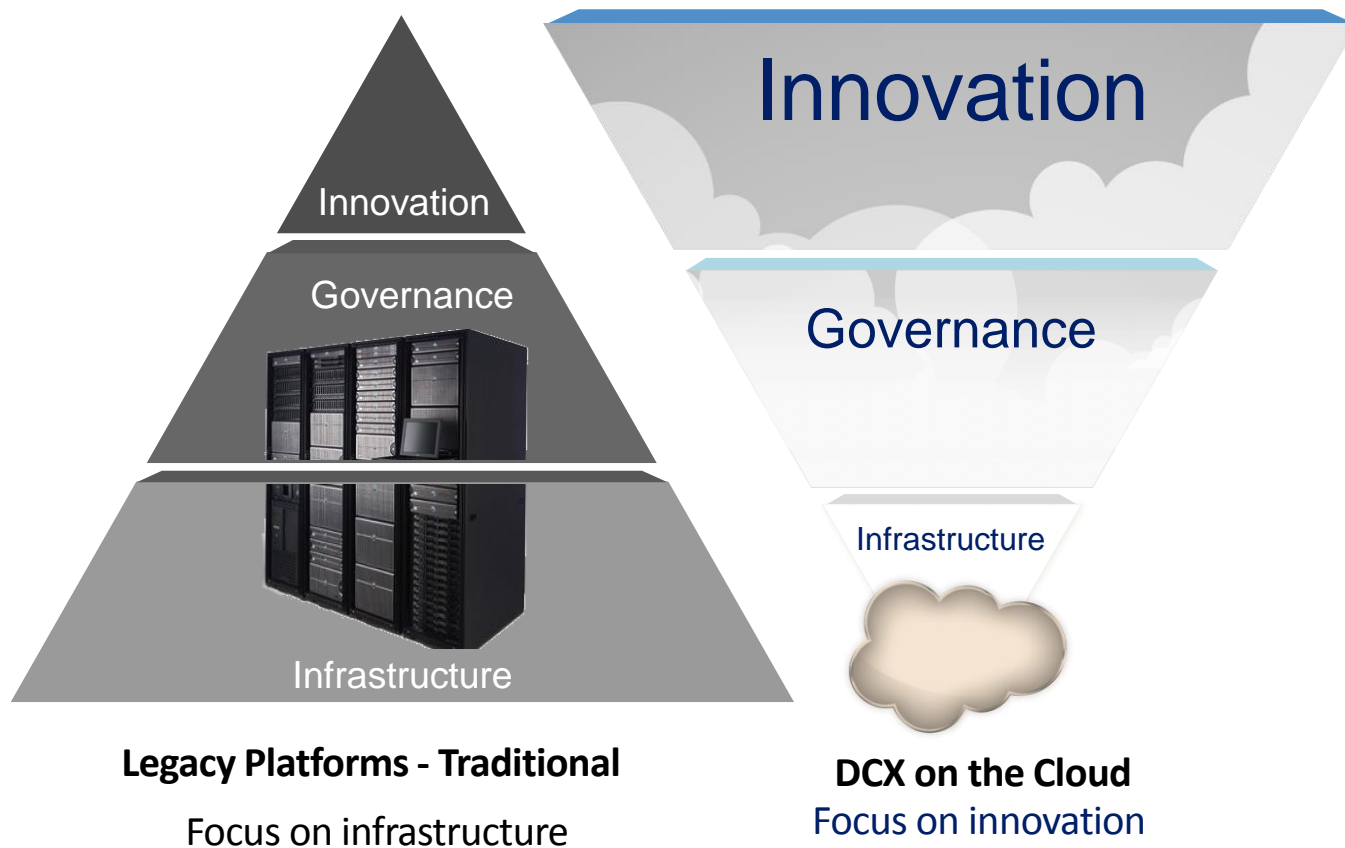 Innovation
Governance
Infrastructure
Legacy Platforms - Traditional
Focus on infrastructure
Innovation
Governance
Infrastructure
DCX on the Cloud
Focus on innovation